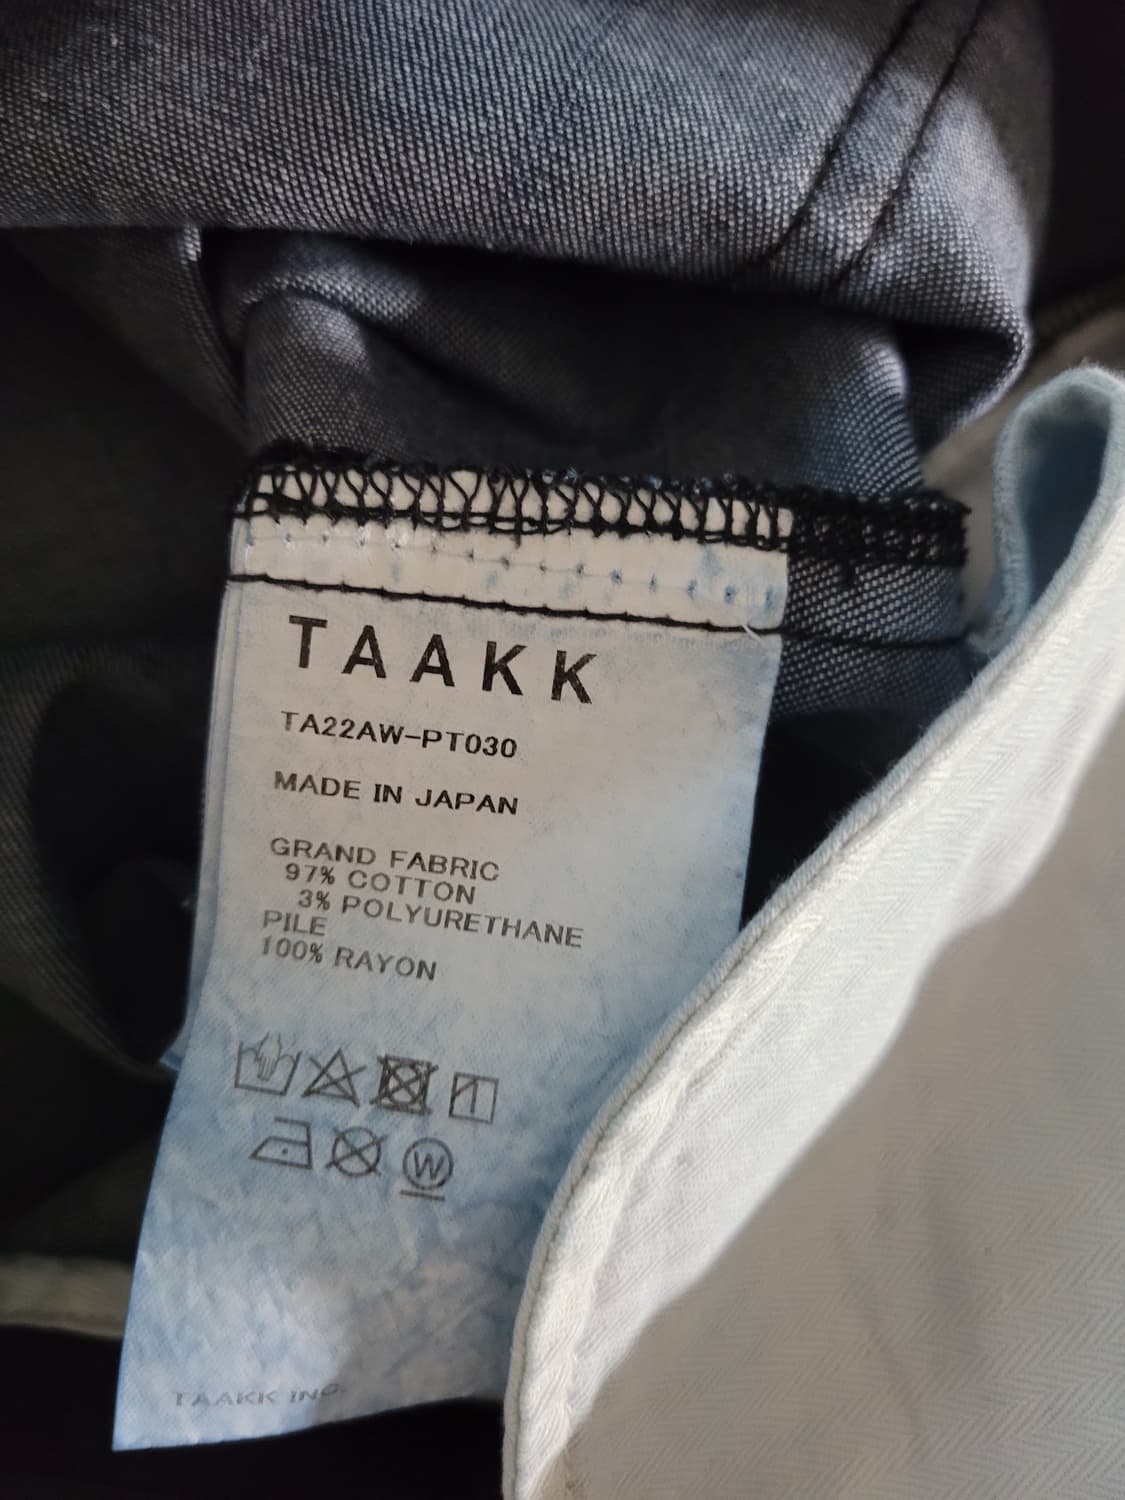 TAAKK
TA22AW-PT030
MADE IN JAPAN
GRAND FABRIC
97% COTTON
3% POLYURETHANE
PILE
100% RAYON
W
TAAKK INC.